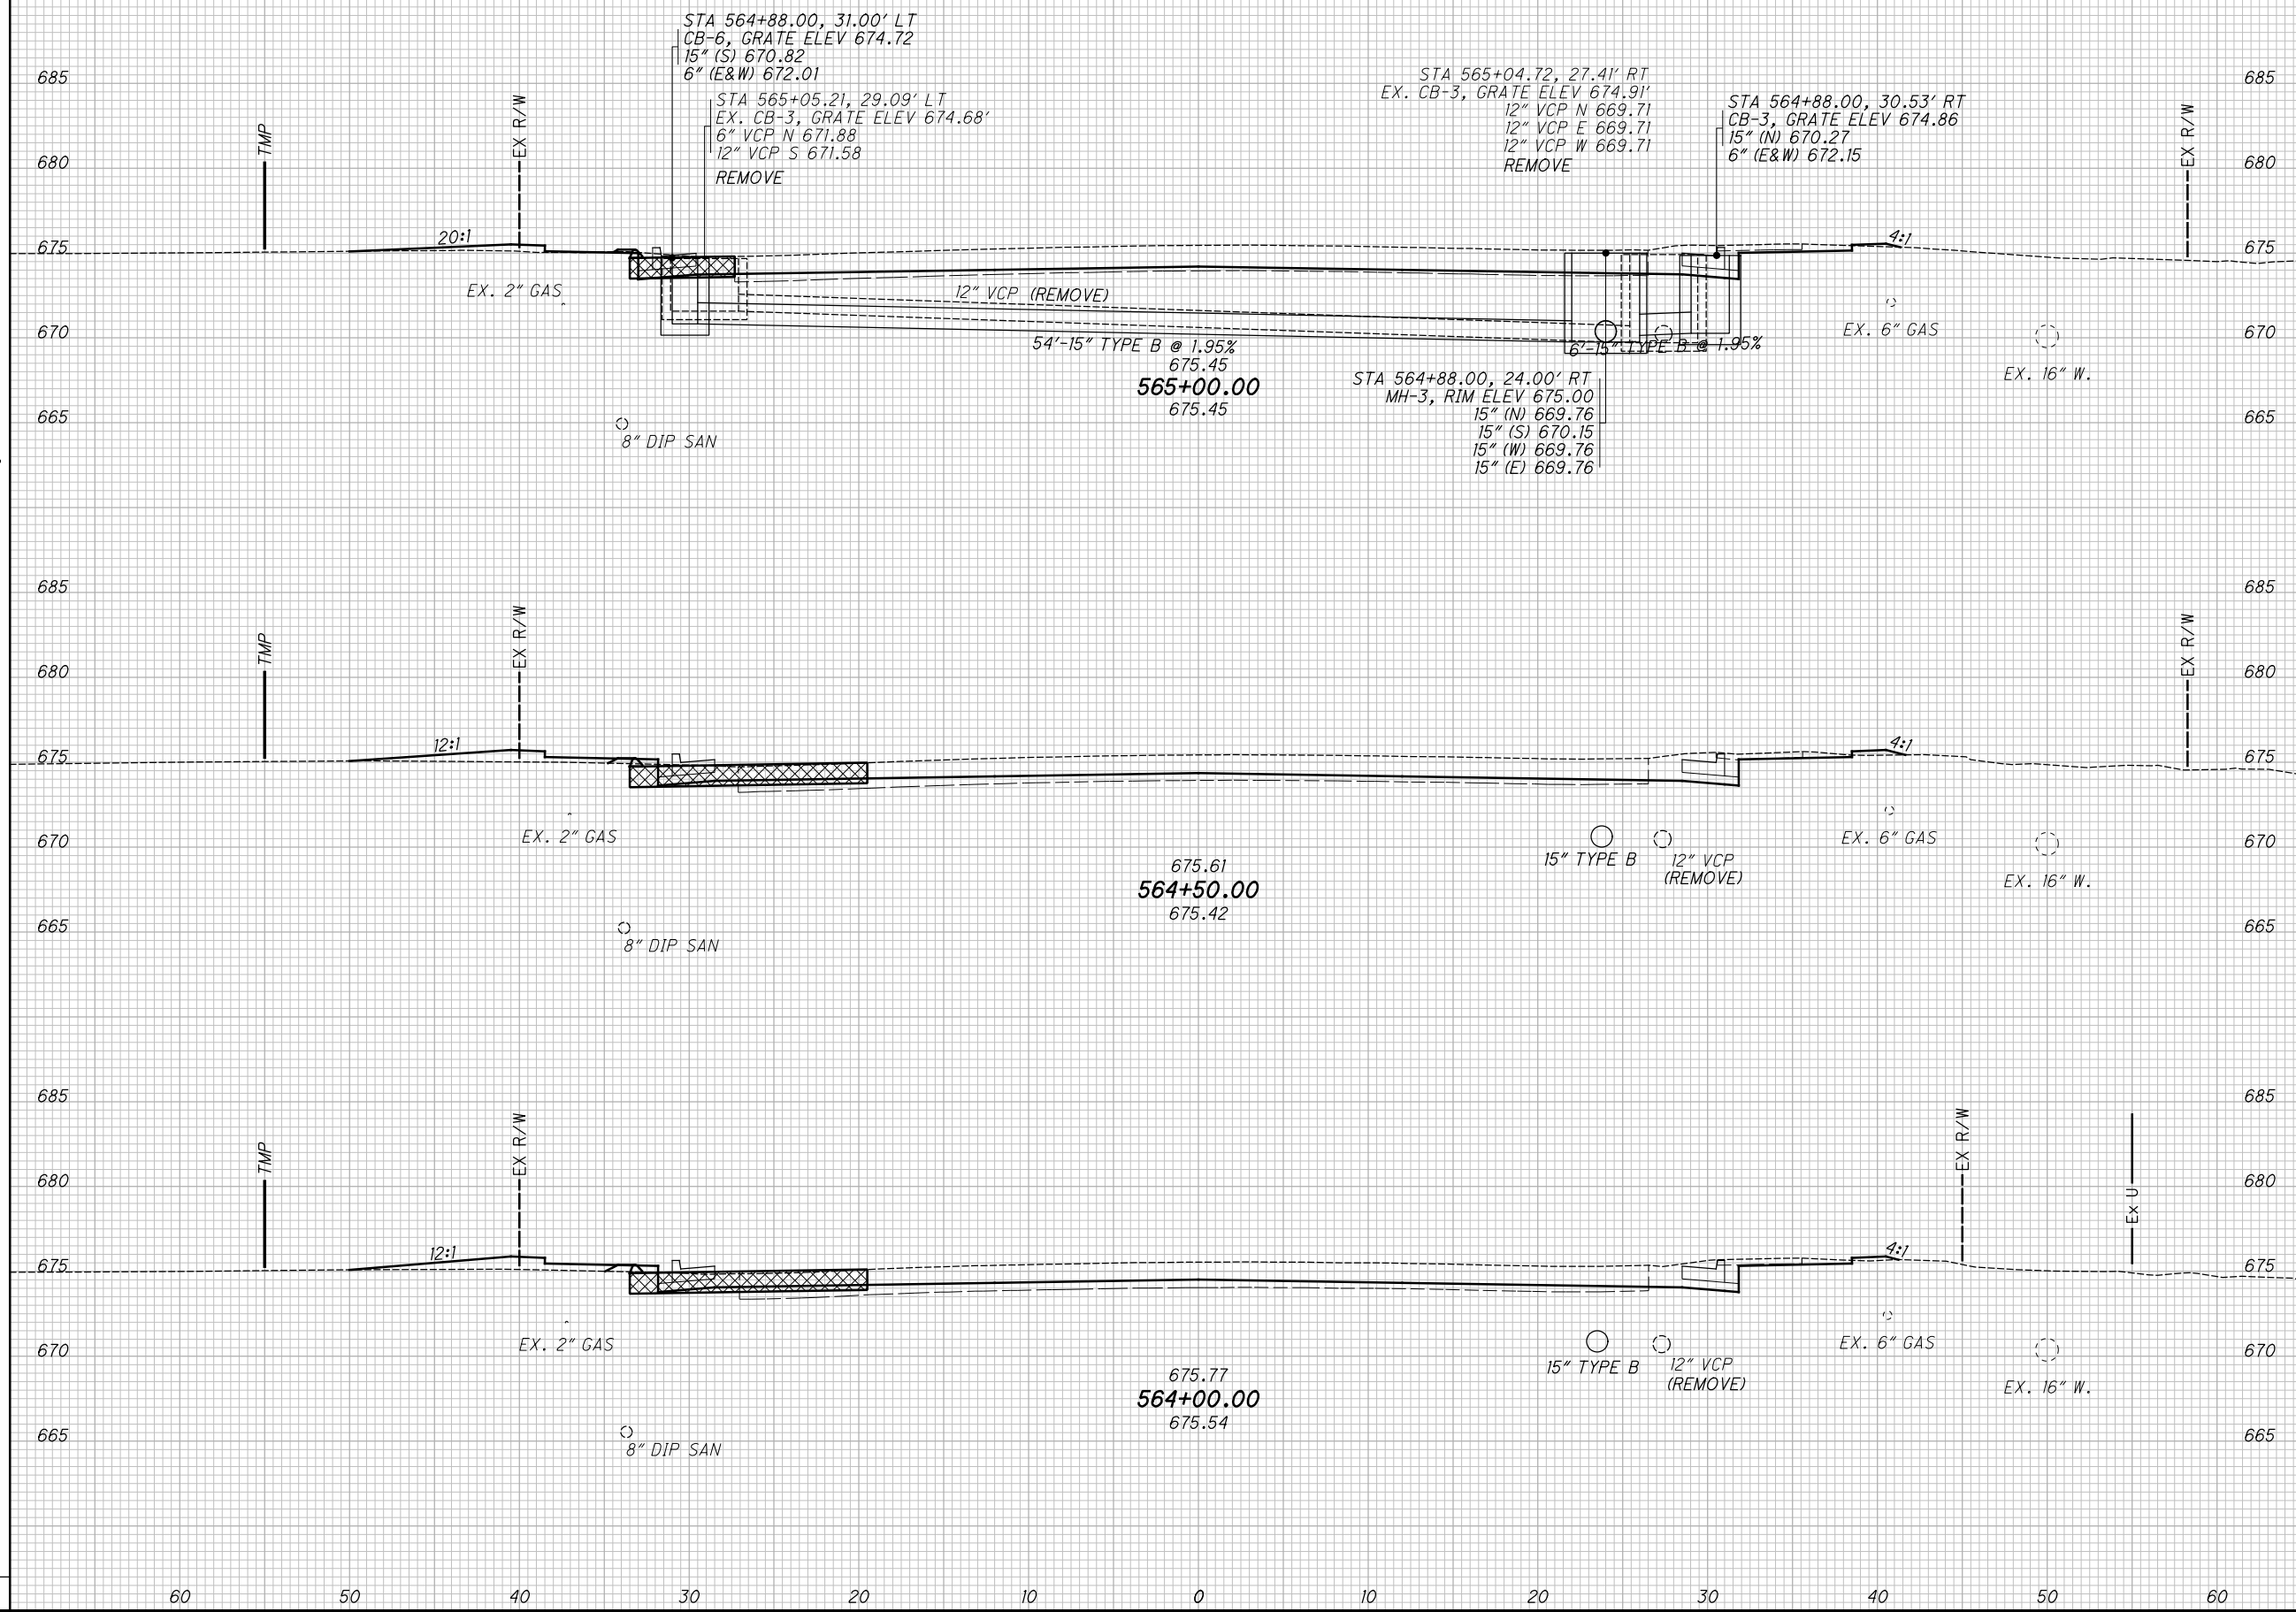 STA 564+88.00, 31.00' LT
CB-6, GRATE ELEV 674.72
15" (S) 670.82
6" (E&W) 672.01
STA 565+05.21, 29.09' LT
EX. CB-3, GRATE ELEV 674.68'
6" VCP N 671.88
12" VCP S 671.58
REMOVE
STA 565+04.72, 27.41' RT
EX. CB-3, GRATE ELEV 674.91'
12" VCP N 669.71
12" VCP E 669.71
12" VCP W 669.71
REMOVE
STA 564+88.00, 30.53' RT
CB-3, GRATE ELEV 674.86
15" (N) 670.27
6" (E&W) 672.15
685
680
675
670
665
685
680
675
670
665
TMP
EX R/W
EX R/W
20:1
4:1
EX. 2" GAS
12" VCP (REMOVE)
EX. 6" GAS
54'-15" TYPE B @ 1.95%
6'-15" TYPE B @ 1.95%
675.45
565+00.00
675.45
EX. 16" W.
STA 564+88.00, 24.00' RT
MH-3, RIM ELEV 675.00
15" (N) 669.76
15" (S) 670.15
15" (W) 669.76
15" (E) 669.76
8" DIP SAN
685
680
675
670
665
685
680
675
670
665
TMP
EX R/W
EX R/W
12:1
4:1
EX. 2" GAS
15" TYPE B
12" VCP
(REMOVE)
EX. 6" GAS
EX. 16" W.
675.61
564+50.00
675.42
8" DIP SAN
685
680
675
670
665
685
680
675
670
665
TMP
EX R/W
EX R/W
Ex U
12:1
4:1
EX. 2" GAS
15" TYPE B
12" VCP
(REMOVE)
EX. 6" GAS
EX. 16" W.
675.77
564+00.00
675.54
8" DIP SAN
60 50 40 30 20 10 0 10 20 30 40 50 60